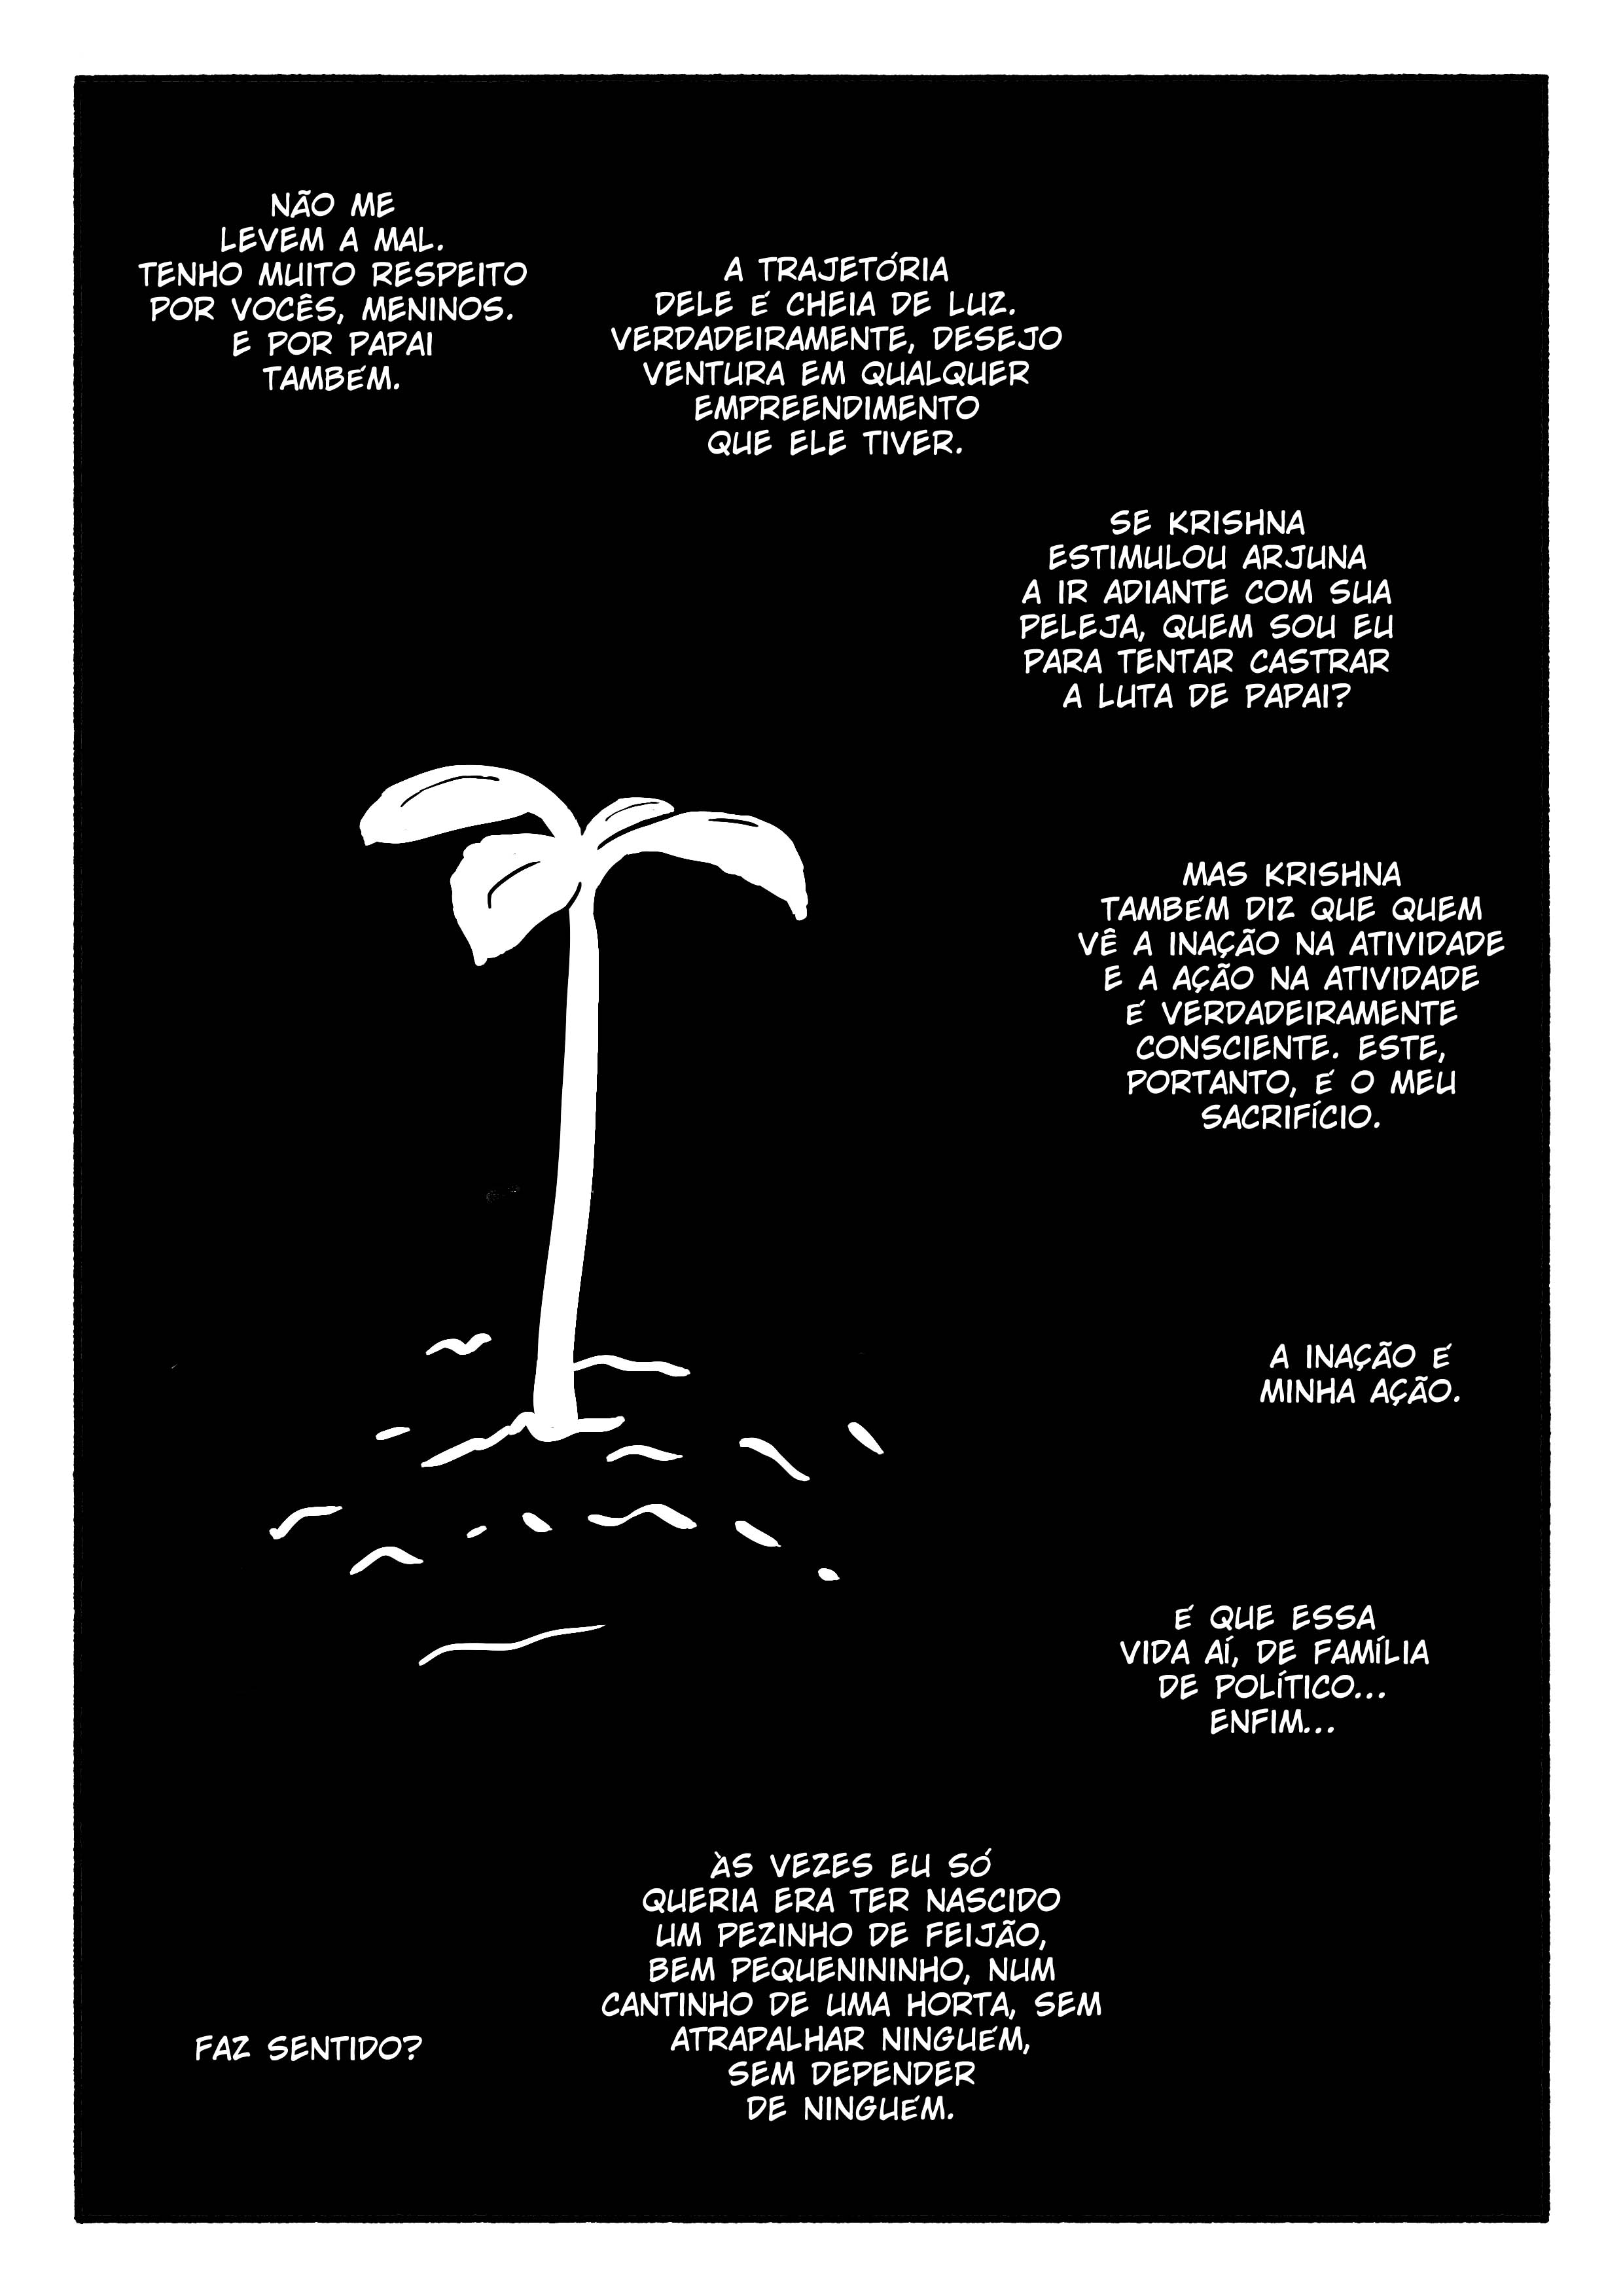 NÃO ME
LEVEM A MAL.
TENHO MUITO RESPEITO
POR VOCÊS, MENINOS.
E POR PAPAI
TAMBÉM.
A TRAJETÓRIA
DELE É CHEIA DE LUZ.
VERDADEIRAMENTE, DESEJO
VENTURA EM QUALQUER
EMPREENDIMENTO
QUE ELE TIVER.
SE KRISHNA
ESTIMULOU ARJUNA
A IR ADIANTE COM SUA
PELEJA, QUEM SOU EU
PARA TENTAR CASTRAR
A LUTA DE PAPAI?
MAS KRISHNA
TAMBÉM DIZ QUE QUEM
VÊ A INAÇÃO NA ATIVIDADE
E A AÇÃO NA ATIVIDADE
É VERDADEIRAMENTE
CONSCIENTE. ESTE,
PORTANTO, É O MEU
SACRIFÍCIO.
A INAÇÃO É
MINHA AÇÃO.
É QUE ESSA
VIDA AÍ, DE FAMÍLIA
DE POLÍTICO...
ENFIM...
ÀS VEZES EU SÓ
QUERIA ERA TER NASCIDO
UM PEZINHO DE FEIJÃO,
BEM PEQUENININHO, NUM
CANTINHO DE UMA HORTA, SEM
ATRAPALHAR NINGUÉM,
SEM DEPENDER
DE NINGUÉM.
FAZ SENTIDO?